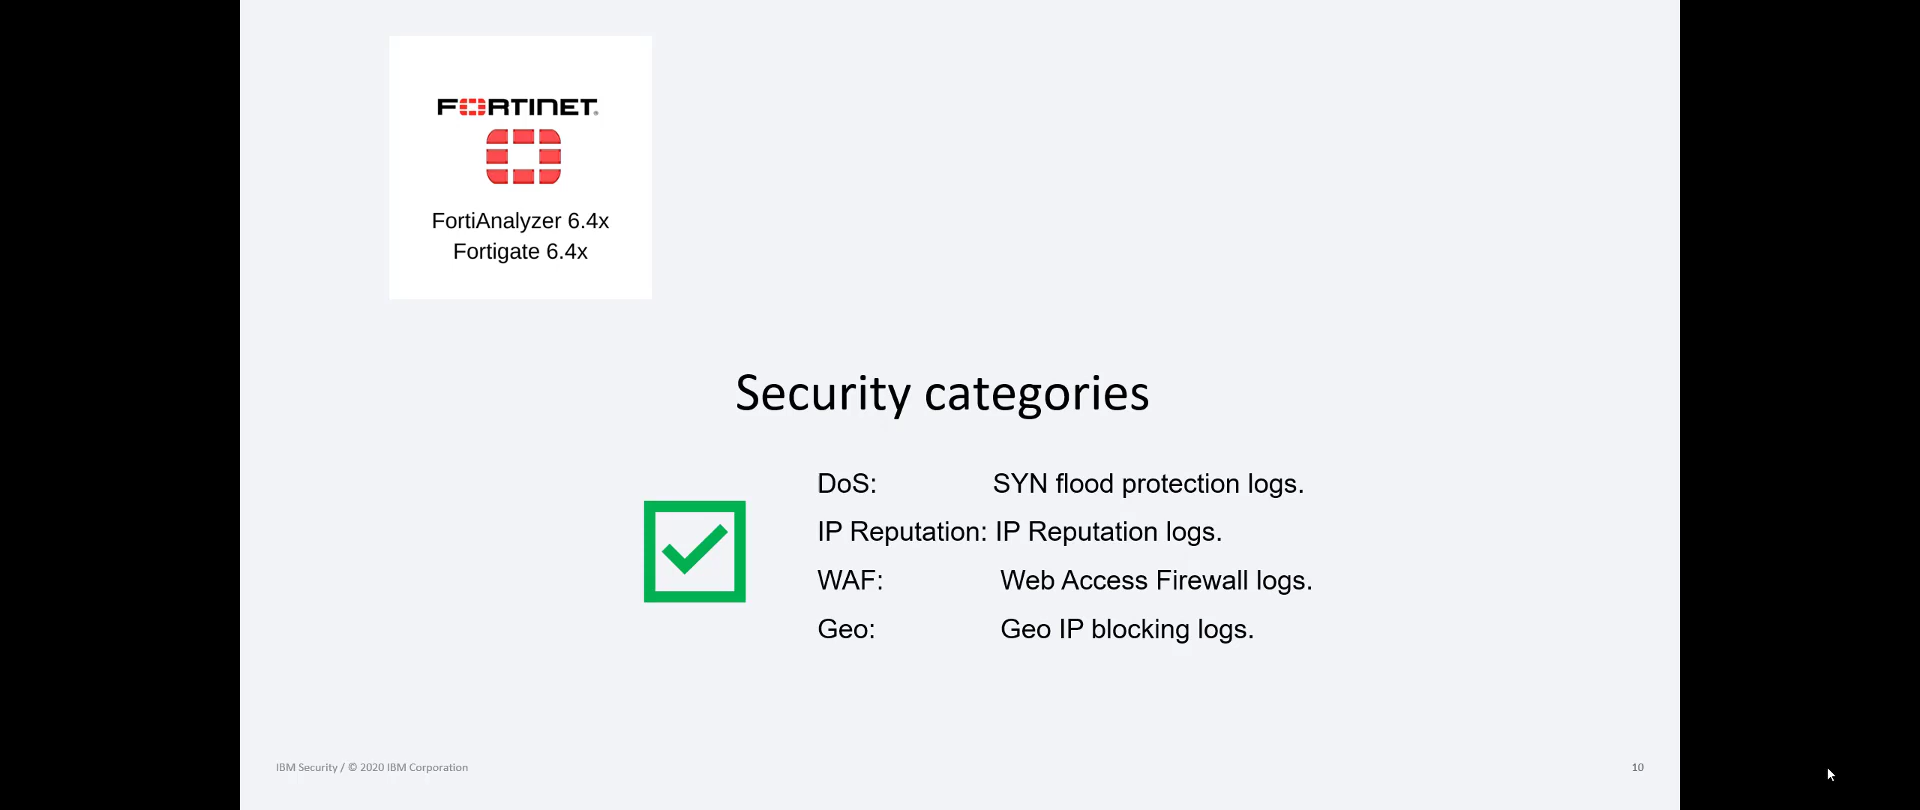 FORTINET
FortiAnalyzer 6.4x
Fortigate 6.4x
Security categories
DoS: SYN flood protection logs.
IP Reputation: IP Reputation logs.
WAF: Web Access Firewall logs.
Geo: Geo IP blocking logs.
IBM Security / © 2020 IBM Corporation
10